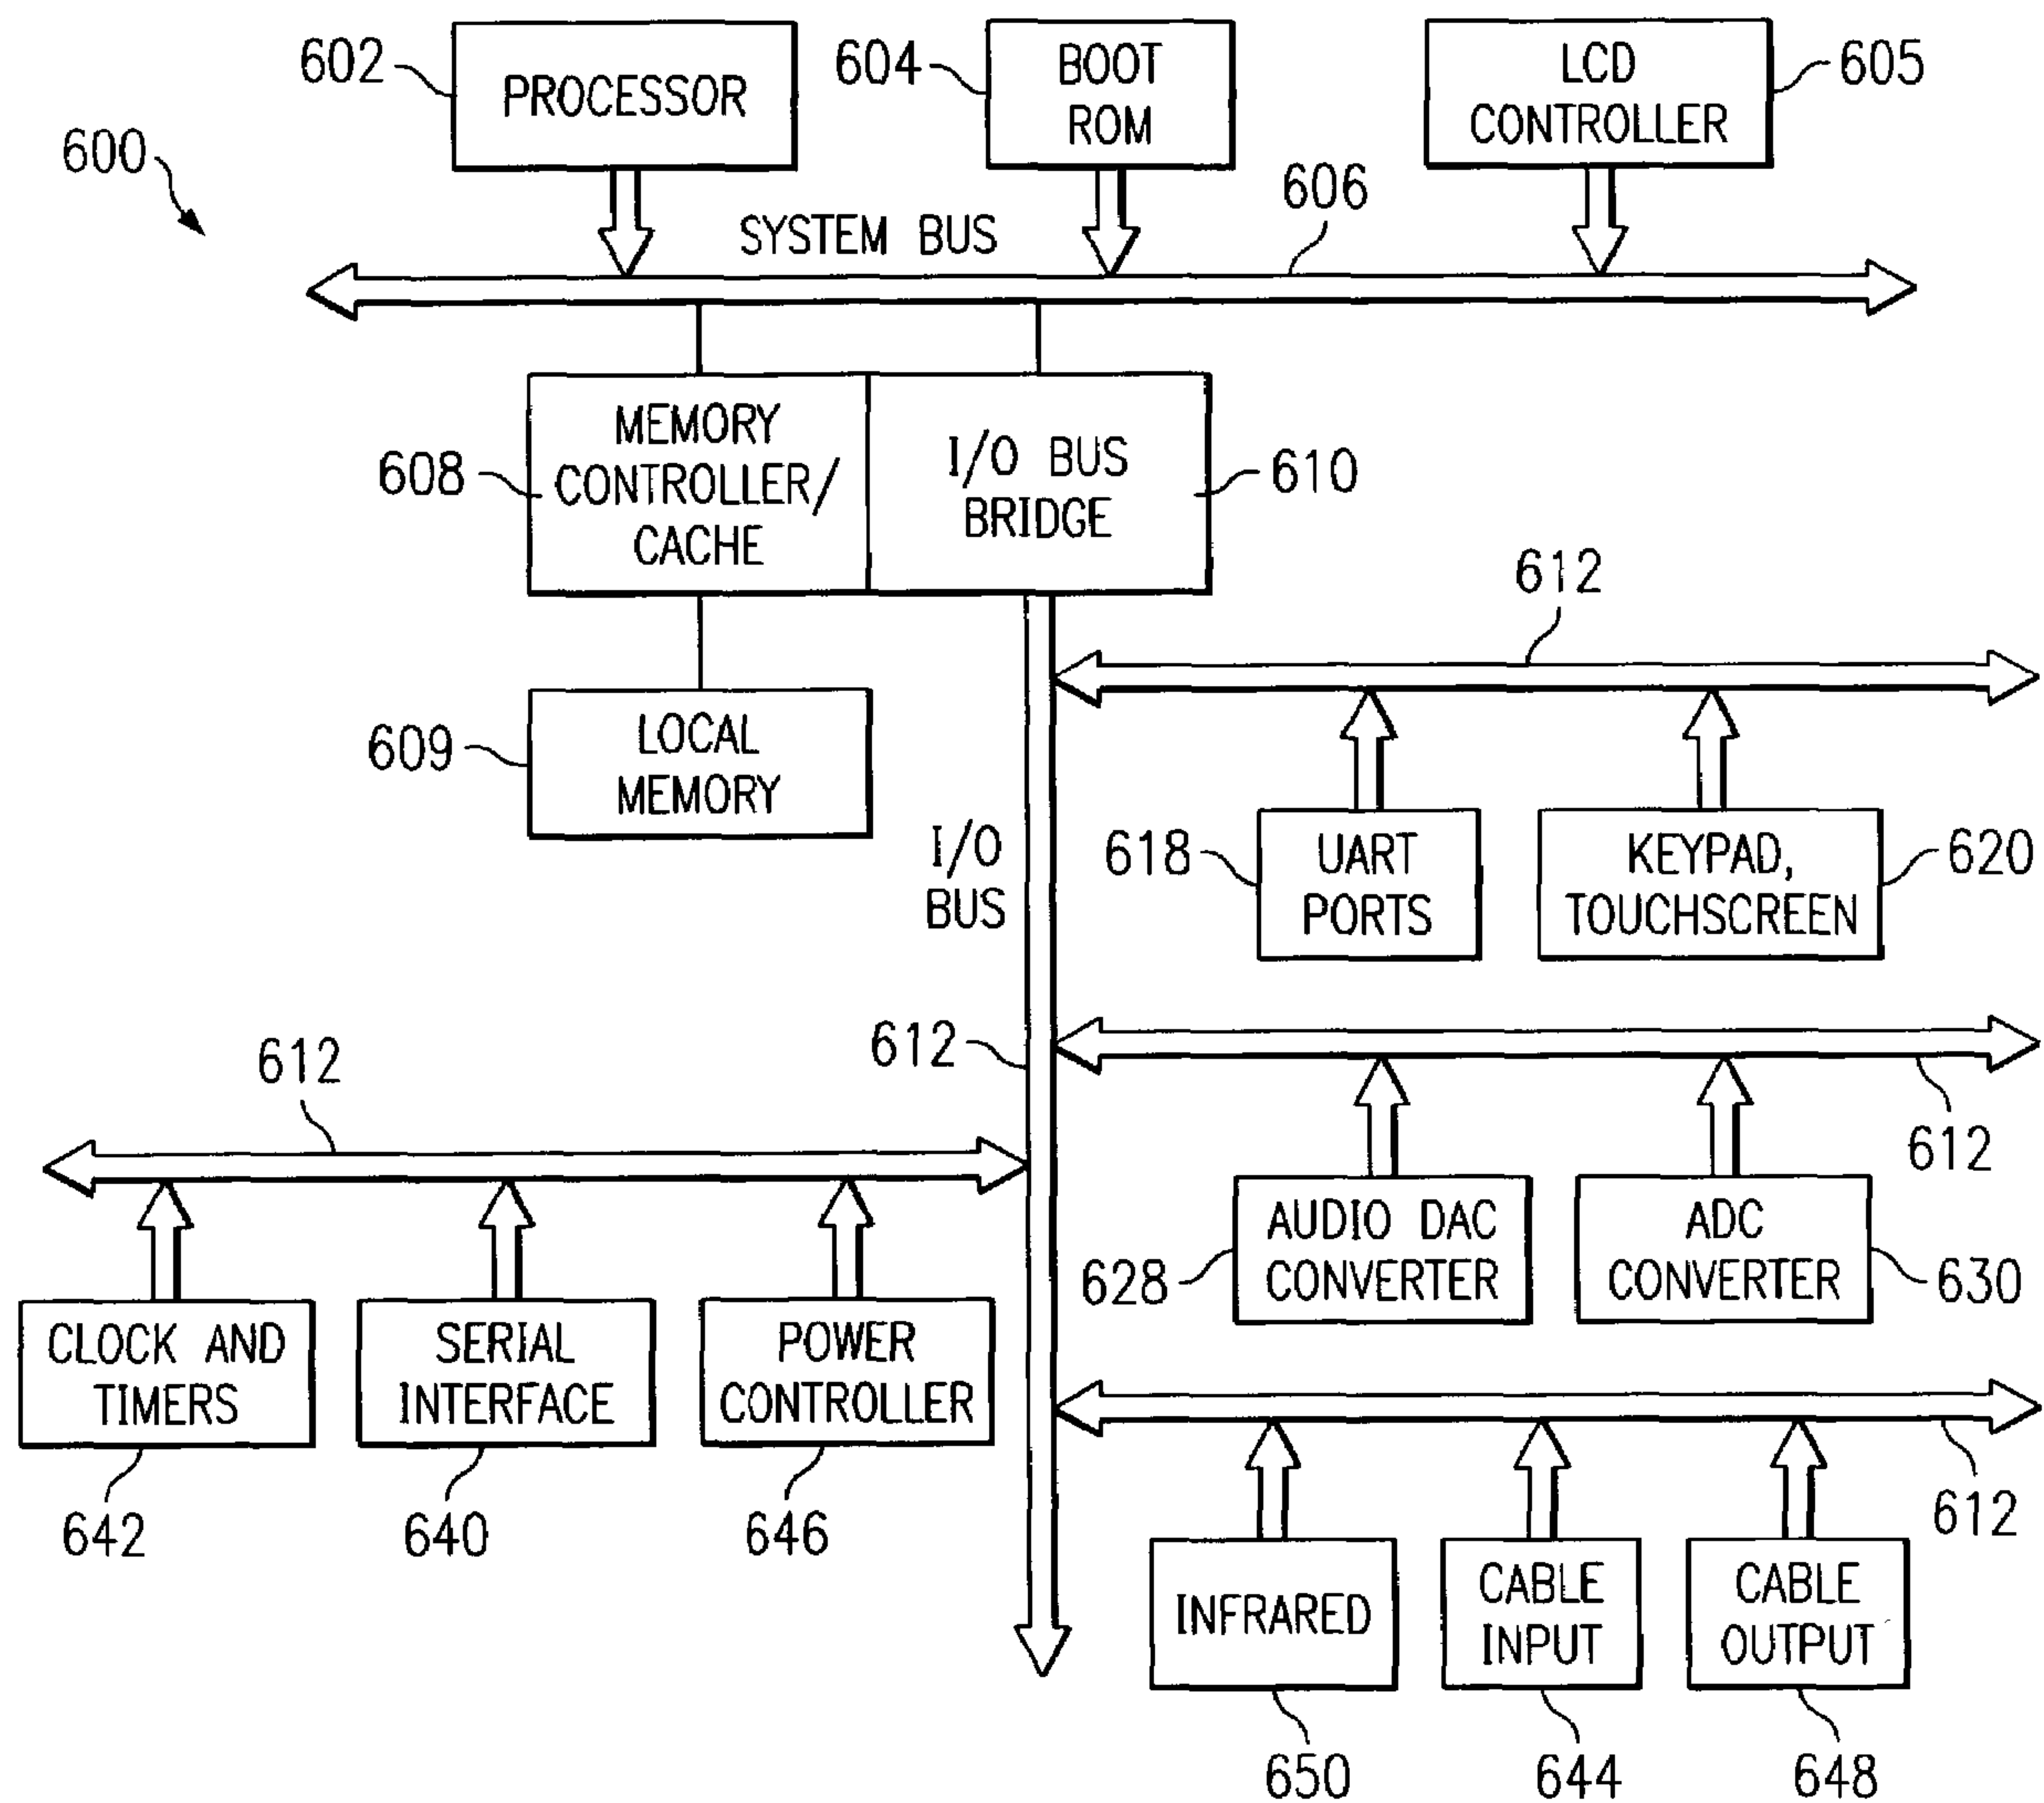 602
PROCESSOR
604
BOOT
ROM
LCD
CONTROLLER
605
600
SYSTEM BUS
606
608
MEMORY
CONTROLLER/
CACHE
I/O BUS
BRIDGE
610
612
609
LOCAL
MEMORY
I/O
BUS
618
UART
PORTS
KEYPAD,
TOUCHSCREEN
620
612
612
612
628
AUDIO DAC
CONVERTER
ADC
CONVERTER
630
CLOCK AND
TIMERS
SERIAL
INTERFACE
POWER
CONTROLLER
642
640
646
612
INFRARED
CABLE
INPUT
CABLE
OUTPUT
650
644
648